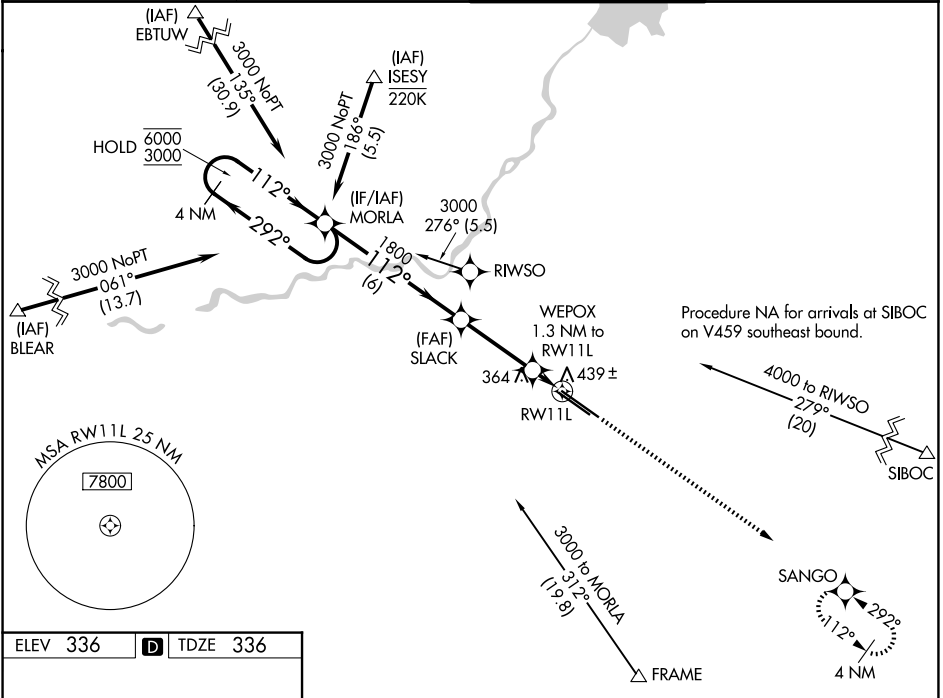 (IAF)
EBTUW
3000 NoPT
135°
(30.9)
(IAF)
ISESY
220K
3000 NoPT
186°
(5.5)
HOLD 6000
3000
112°
292°
4 NM
(IF/IAF)
MORLA
3000
276° (5.5)
RIWSO
1800
112°
(6)
3000 NoPT
061°
(13.7)
(IAF)
BLEAR
(FAF)
SLACK
WEPOX
1.3 NM to
RW11L
364
439 ±
RW11L
Procedure NA for arrivals at SIBOC
on V459 southeast bound.
4000 to RIWSO
279°
(20)
SIBOC
MSA RW11L 25 NM
7800
3000 to MORLA
312°
(19.8)
FRAME
SANGO
292°
112°
4 NM
ELEV 336 D TDZE 336